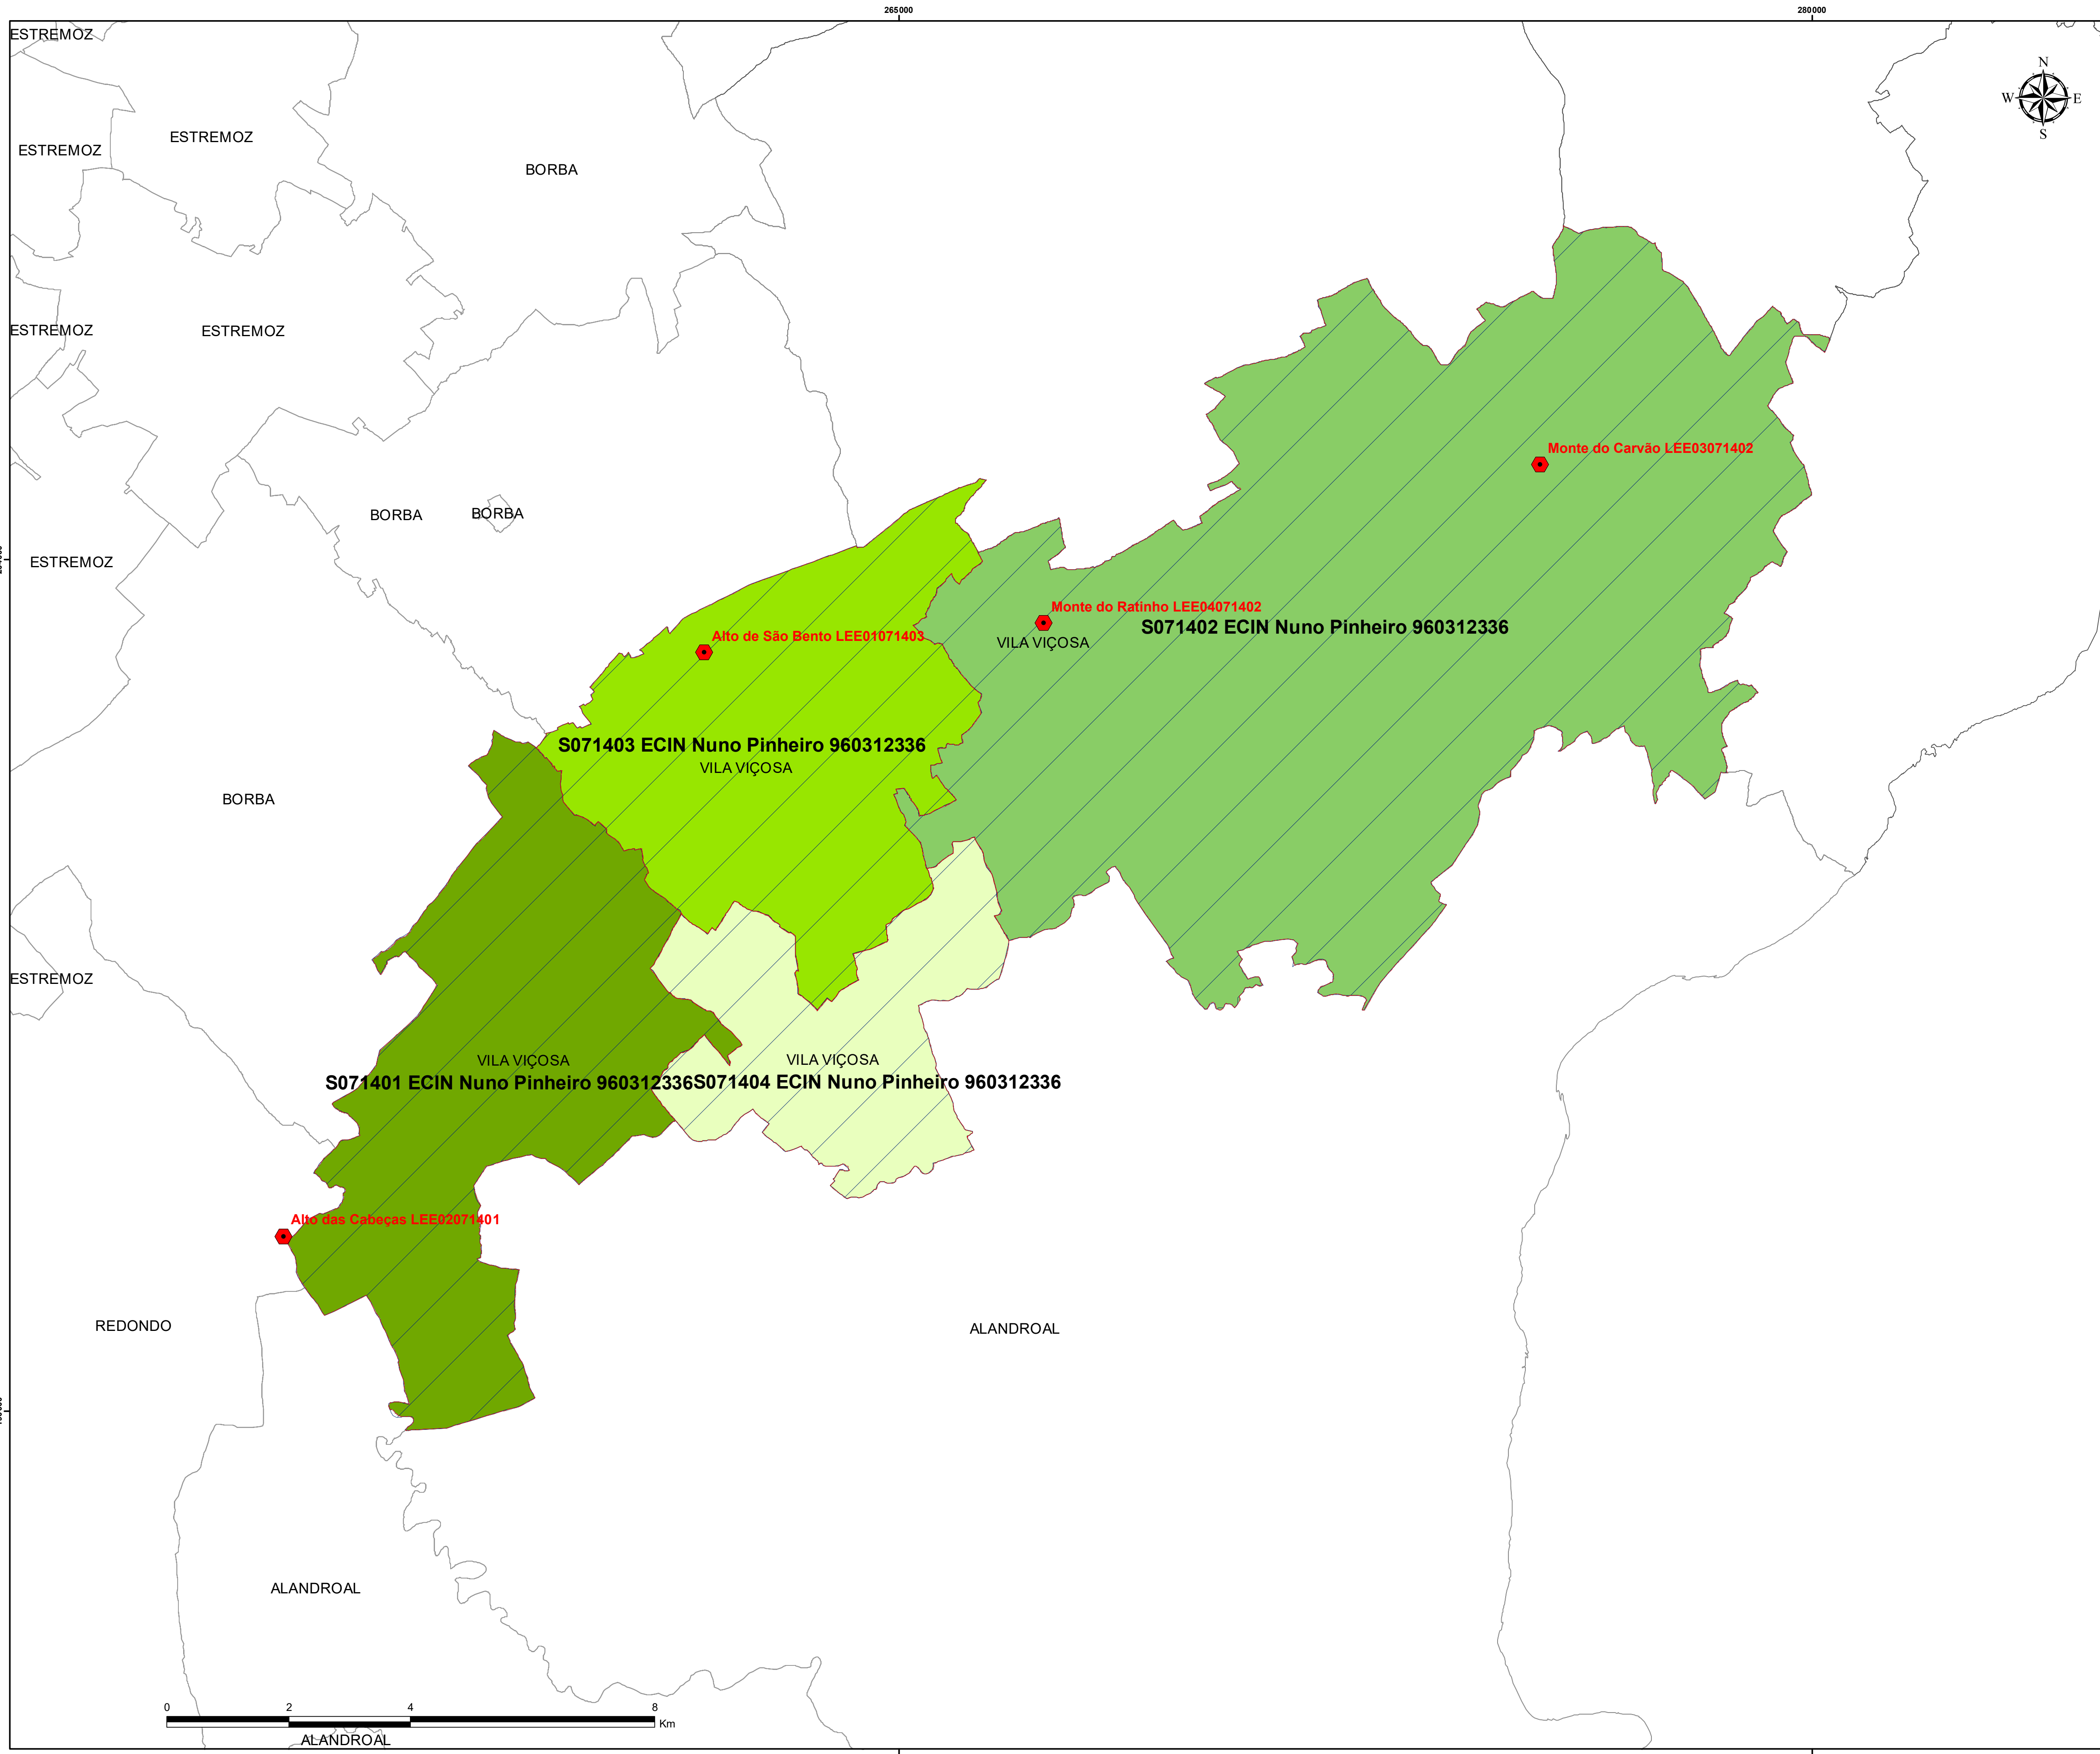 265000
280000
ESTREMOZ
N
W
E
S
ESTREMOZ
ESTREMOZ
BORBA
ESTREMOZ
ESTREMOZ
Monte do Carvão LEE03071402
BORBA
BORBA
ESTREMOZ
Monte do Ratinho LEE04071402
S071402 ECIN Nuno Pinheiro 960312336
Alto de São Bento LEE01071403
VILA VIÇOSA
S071403 ECIN Nuno Pinheiro 960312336
VILA VIÇOSA
BORBA
ESTREMOZ
VILA VIÇOSA
VILA VIÇOSA
S071401 ECIN Nuno Pinheiro 960312336
S071404 ECIN Nuno Pinheiro 960312336
Alto das Cabeças LEE02071401
REDONDO
ALANDROAL
ALANDROAL
0 2 4 8
Km
ALANDROAL